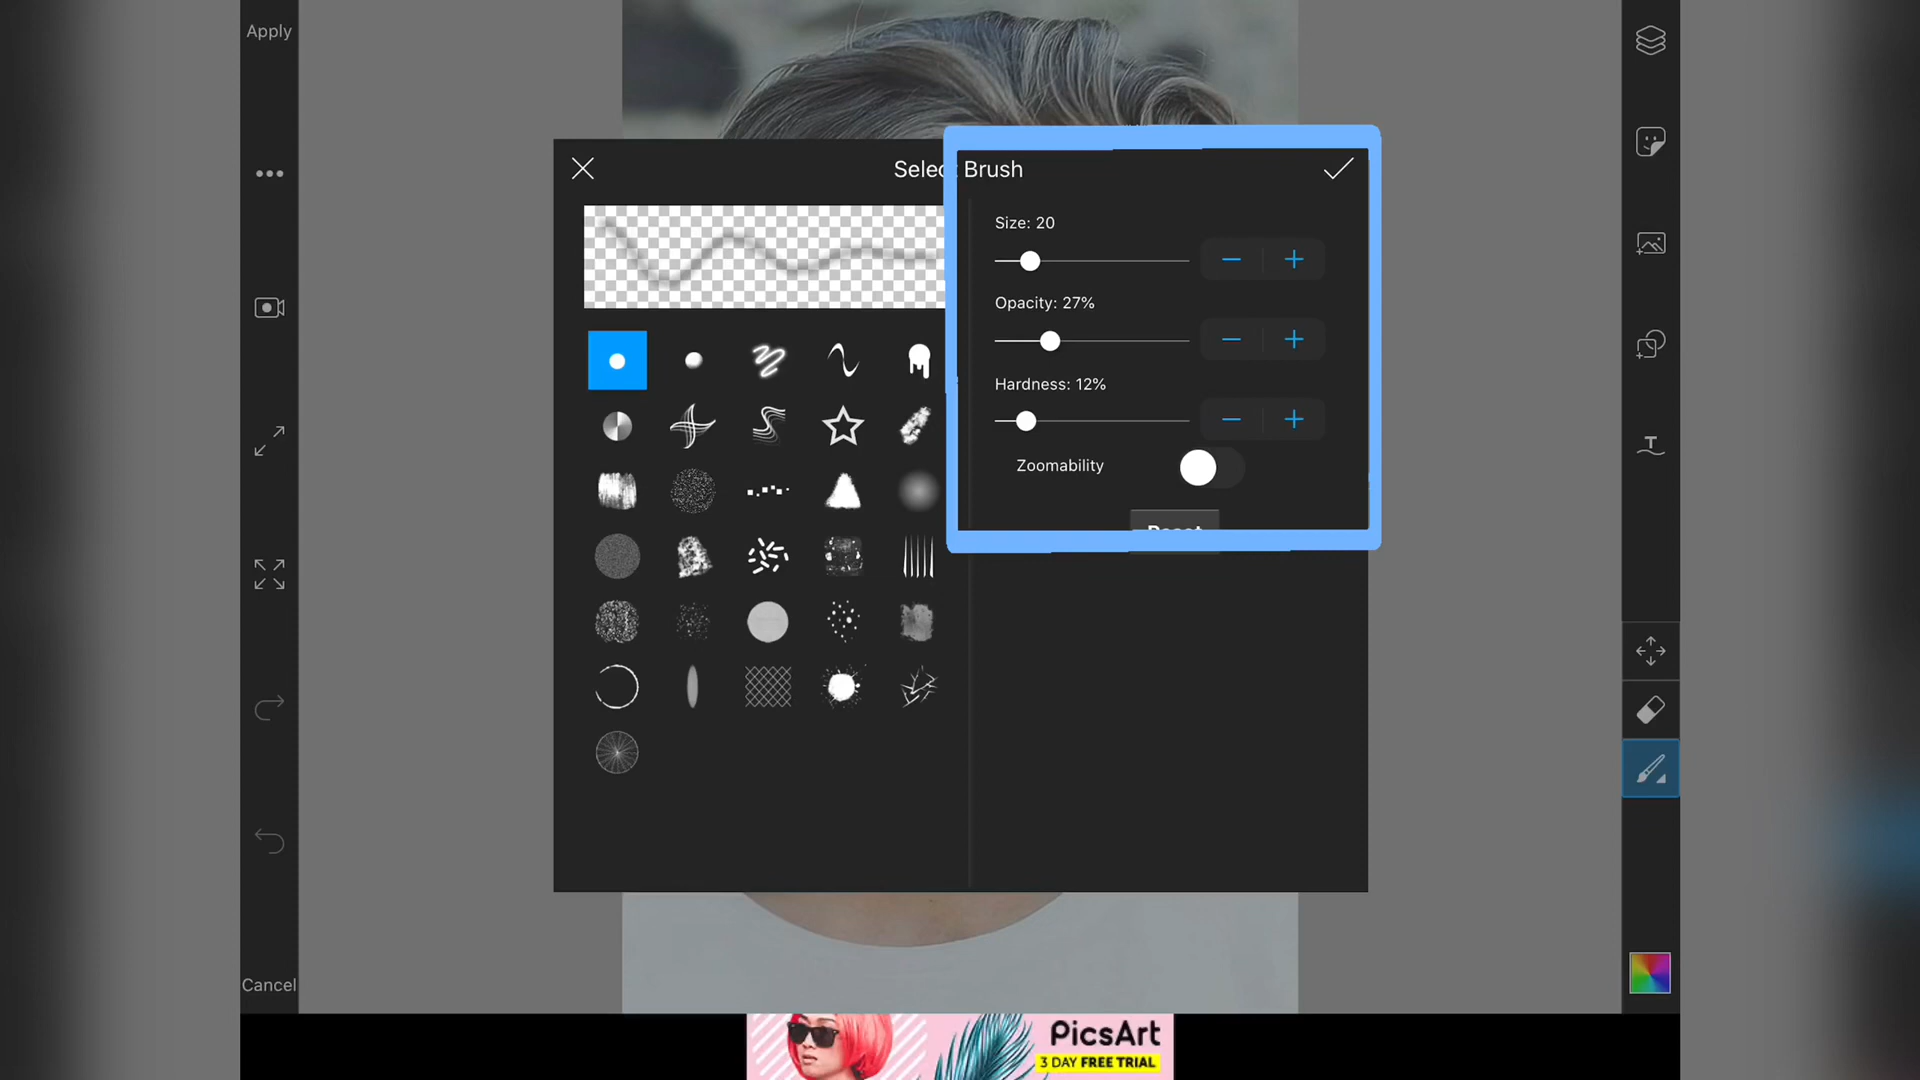 Apply
Select Brush
Size: 20
Opacity: 27%
Hardness: 12%
Zoomability
Reset
Cancel
PicsArt
3 DAY FREE TRIAL